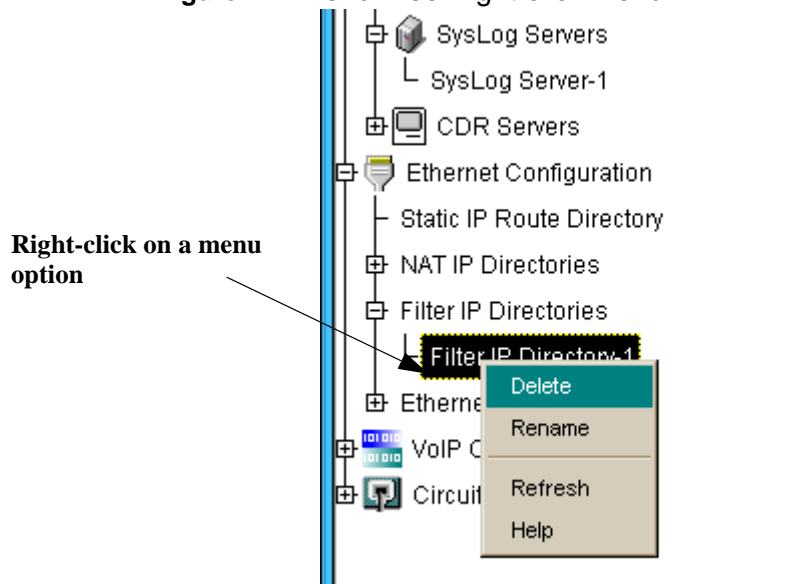 SysLog Servers
SysLog Server-1
CDR Servers
Ethernet Configuration
Static IP Route Directory
Right-click on a menu
option
NAT IP Directories
Filter IP Directories
Filter IP Directory-1
Delete
Etherne
Rename
VoIP C
Refresh
Circuit
Help